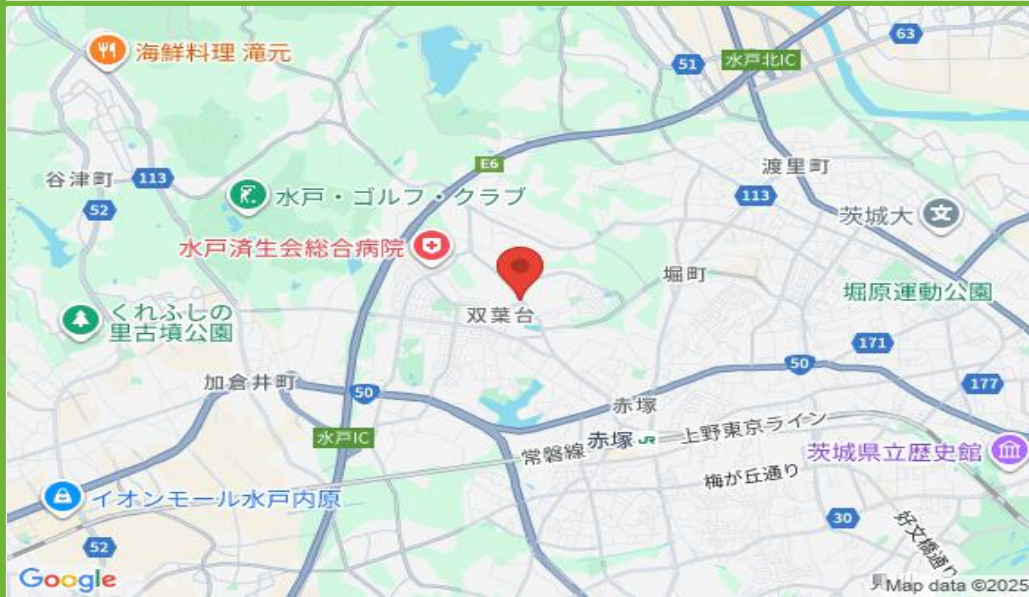 63
海鮮料理 滝元
51
水戸北IC
E6
渡里町
谷津町
113
113
52
水戸・ゴルフ・クラブ
茨城大
水戸済生会総合病院
堀町
堀原運動公園
くれふしの
里古墳公園
双葉台
171
50
加倉井町
50
177
赤塚
水戸IC
常磐線
赤塚 JR
上野東京ライン
茨城県立歴史館
梅が丘通り
イオンモール水戸内原
30
好文橋通り
52
Google
Map data ©2025